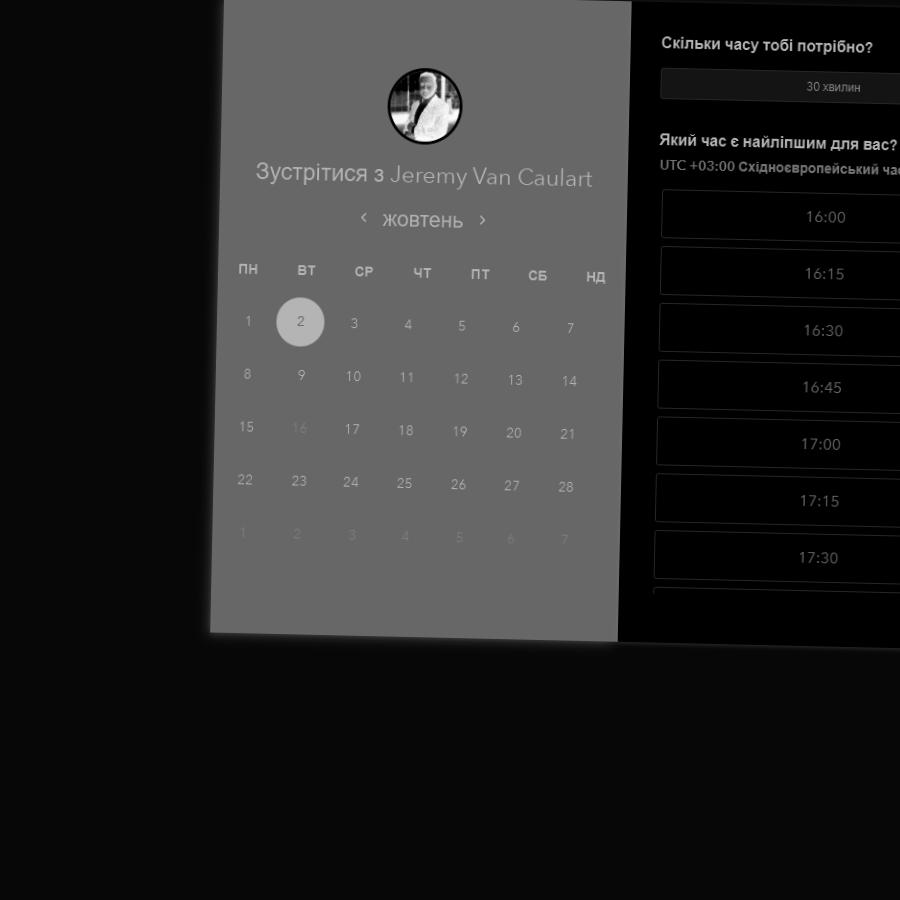 Зустрітися з Jeremy Van Caulart
жовтень
ПН ВТ СР ЧТ ПТ СБ НД
1 2 3 4 5 6 7
8 9 10 11 12 13 14
15 16 17 18 19 20 21
22 23 24 25 26 27 28
1 2 3 4 5 6 7
Скільки часу тобі потрібно?
30 хвилин
Який час є найліпшим для вас?
UTC +03:00 Східноєвропейський
16:00
16:15
16:30
16:45
17:00
17:15
17:30